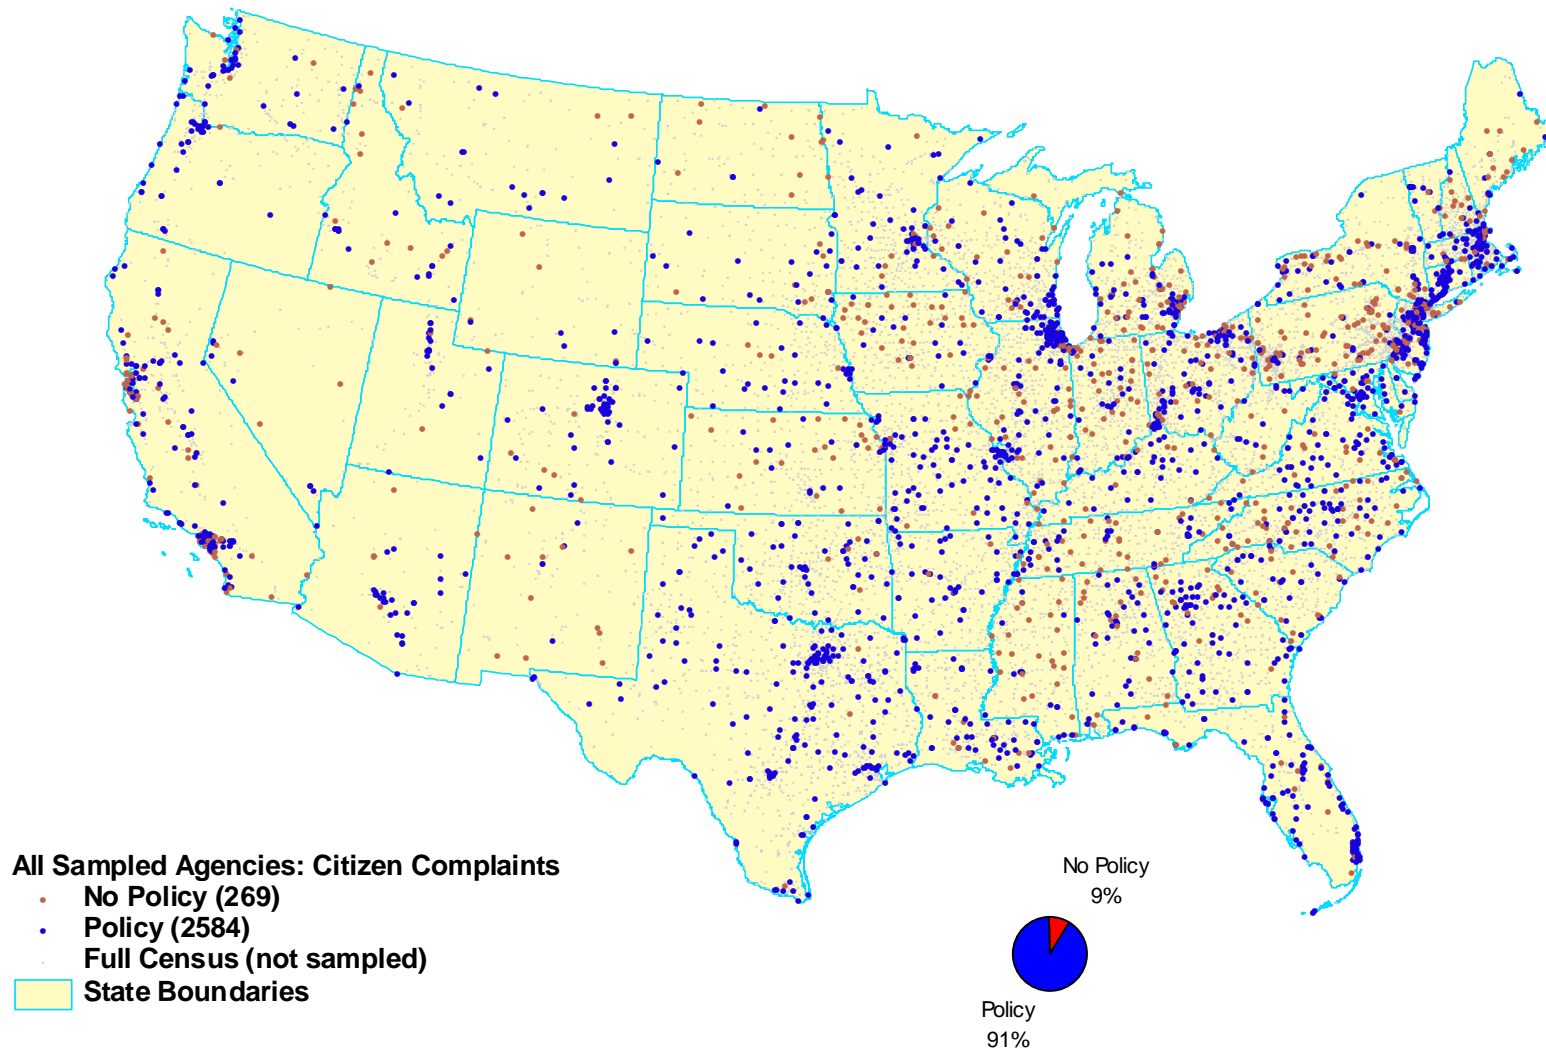 All Sampled Agencies: Citizen Complaints
No Policy (269)
Policy (2584)
Full Census (not sampled)
State Boundaries
No Policy
9%
Policy
91%